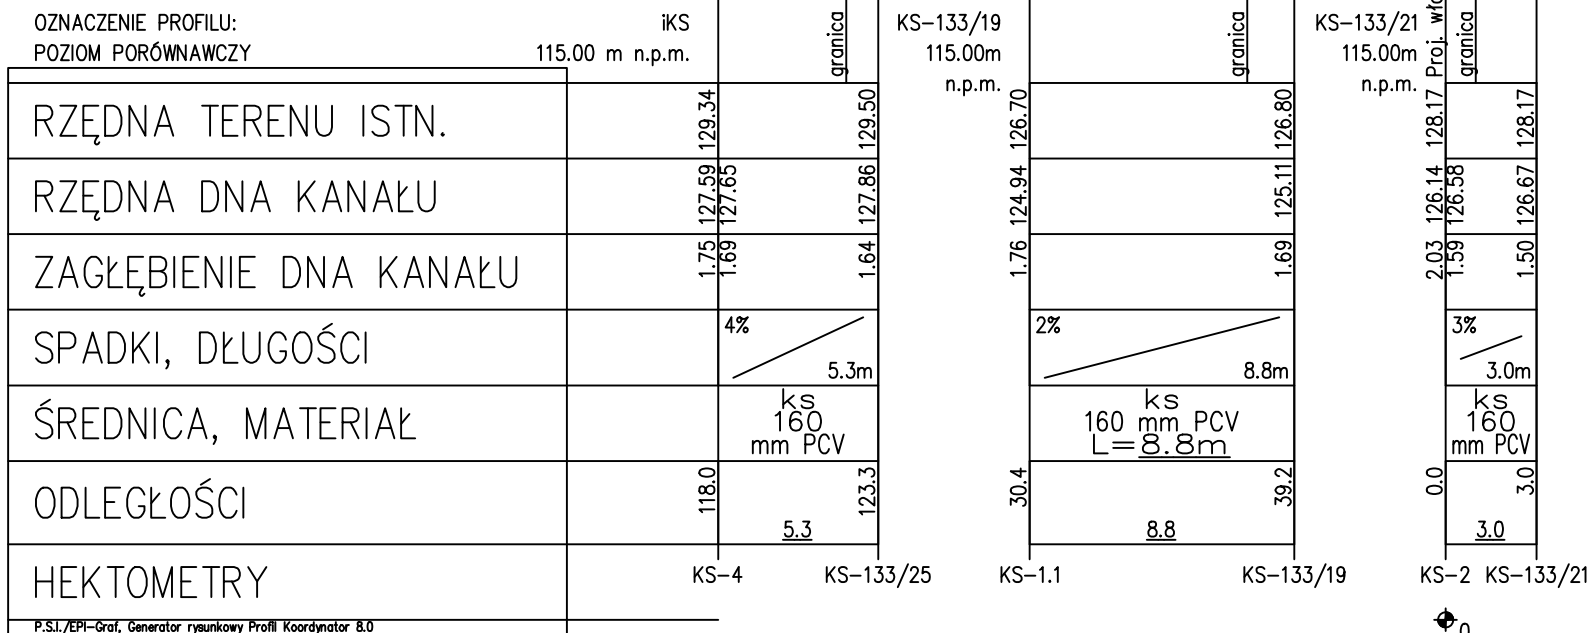 OZNACZENIE PROFILU: iKS
POZIOM PORÓWNAWCZY 115.00 m n.p.m.
granica
KS-133/19
115.00m
n.p.m.
granica
KS-133/21
115.00m
n.p.m.
Proj.
granica
RZĘDNA TERENU ISTN. 129.34 129.50 126.70 126.80 128.17 128.17
RZĘDNA DNA KANAŁU 127.59 127.65 127.86 124.94 125.11 126.14 126.58 126.67
ZAGŁĘBIENIE DNA KANAŁU 1.75 1.69 1.64 1.76 1.69 2.03 1.59 1.50
SPADKI, DŁUGOŚCI 4% 5.3m 2% 8.8m 3% 3.0m
ŚREDNICA, MATERIAŁ
ks
160
mm PCV
ks
160 mm PCV
L=8.8m
ks
160
mm PCV
ODLEGŁOŚCI 118.0 123.3 30.4 39.2 0.0 3.0
5.3 8.8 3.0
HEKTOMETRY KS-4 KS-133/25 KS-1.1 KS-133/19 KS-2 KS-133/21
P.S.I./EPI-Graf, Generator rysunkowy Profil Koordynator 8.0
0